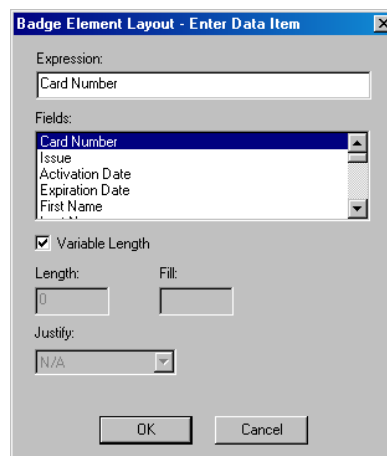 Badge Element Layout - Enter Data Item
Expression:
Card Number
Fields:
Card Number
Issue
Activation Date
Expiration Date
First Name
Variable Length
Length: Fill:
0
Justify:
N/A
OK Cancel